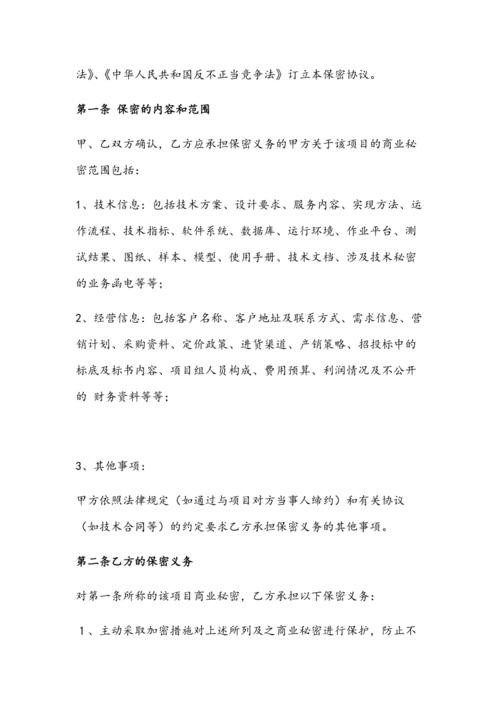 法》、《中华人民共和国反不正当竞争法》订立本保密协议。
第一条 保密的内容和范围
甲、乙双方确认，乙方应承担保密义务的甲方关于该项目的商业秘
密范围包括：
1、技术信息：包括技术方案、设计要求、服务内容、实现方法、运
作流程、技术指标、软件系统、数据库、运行环境、作业平台、测
试结果、图纸、样本、模型、使用手册、技术文档、涉及技术秘密
的业务函电等等；
2、经营信息：包括客户名称、客户地址及联系方式、需求信息、营
销计划、采购资料、定价政策、进货渠道、产销策略、招投标中的
标底及标书内容、项目组人员构成、费用预算、利润情况及不公开
的 财务资料等等；
3、其他事项：
甲方依照法律规定（如通过与项目对方当事人缔约）和有关协议
（如技术合同等）的约定要求乙方承担保密义务的其他事项。
第二条乙方的保密义务
对第一条所称的该项目商业秘密，乙方承担以下保密义务：
1、主动采取加密措施对上述所列及之商业秘密进行保护，防止不